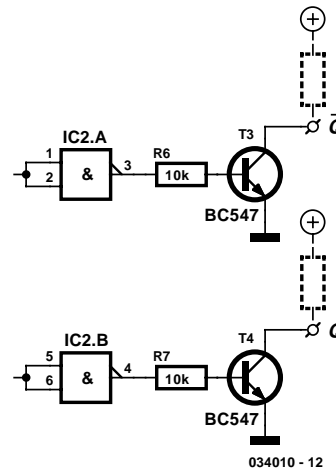 +
T3
IC2.A
R6
1
3
2
&
10k
BC547
+
T4
IC2.B
R7
5
4
6
&
10k
BC547
034010 - 12